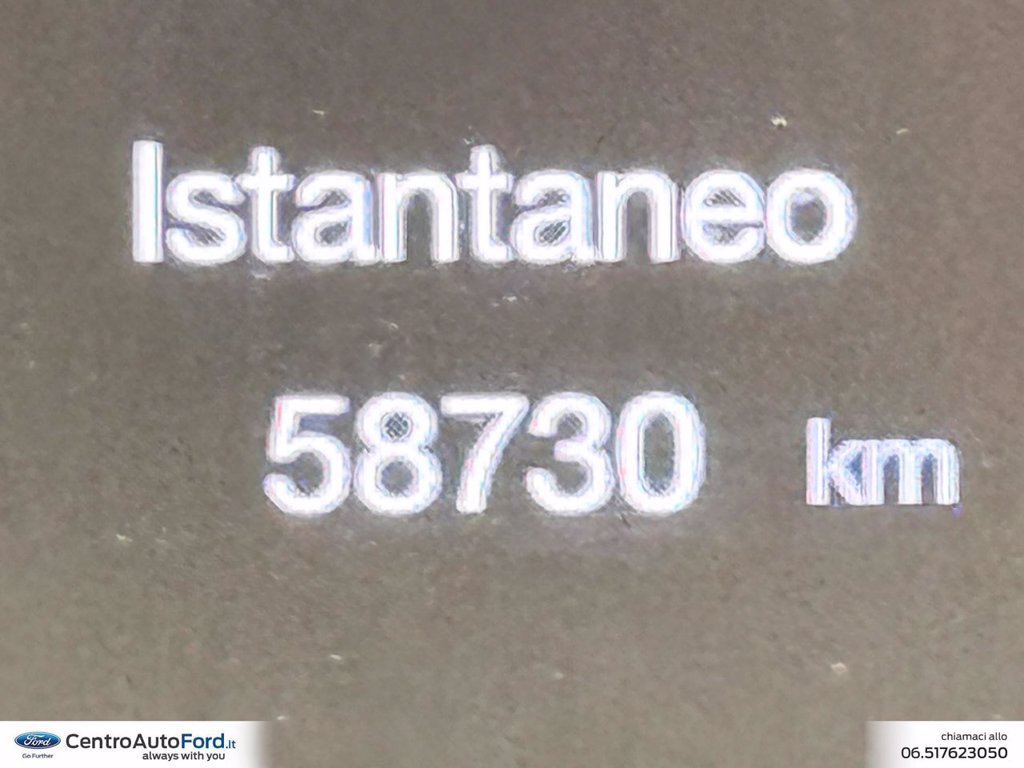 Istantaneo
58730 km
Ford
Go Further
CentroAutoFord.it
always with you
chiamaci allo
06.517623050